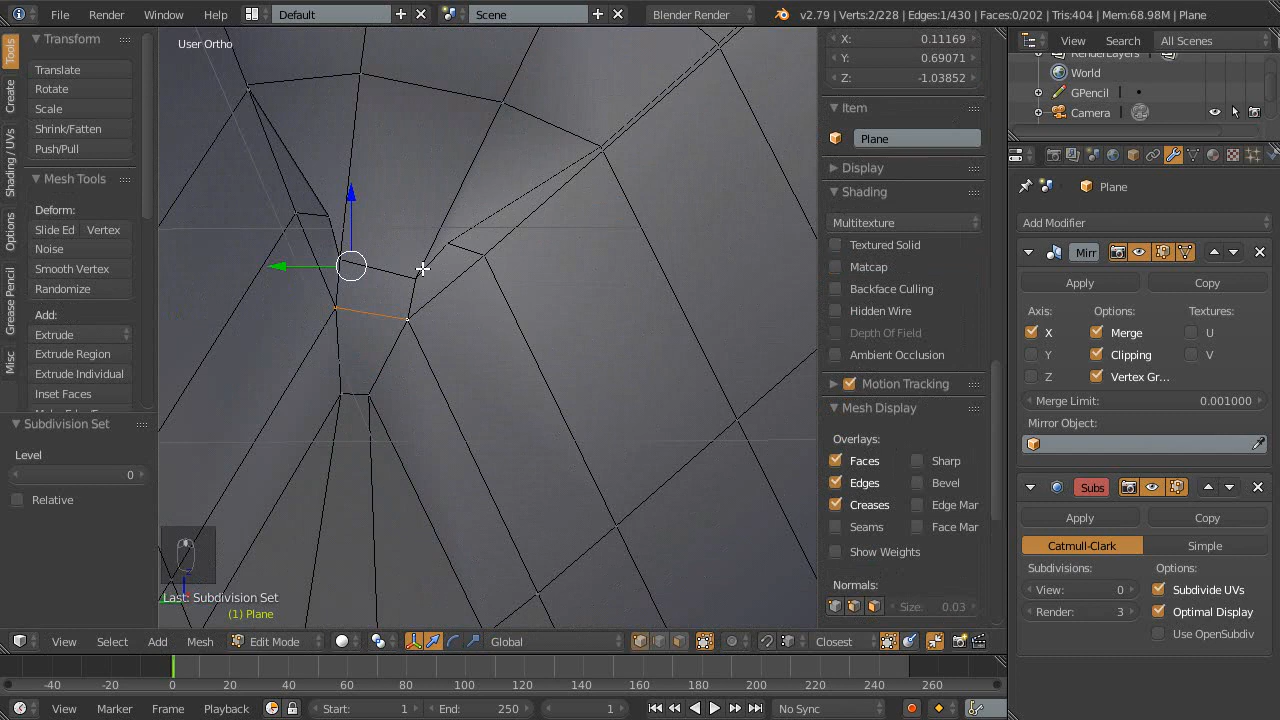 File Render Window Help Default Scene Blender Render v2.79 | Verts:2/228 | Edges:1/430 | Faces:0/202 | Tris:404 | Mem:68.98M | Plane
Tools
Create
Shading / UVs
Options
Grease Pencil
Misc
Transform
Translate
Rotate
Scale
Shrink/Fatten
Push/Pull
Mesh Tools
Deform:
Slide Ed Vertex
Noise
Smooth Vertex
Randomize
Add:
Extrude
Extrude Region
Extrude Individual
Inset Faces
Subdivision Set
Level
0
Relative
User Ortho
Last: Subdivision Set
(1) Plane
X: 0.11169
Y: 0.69071
Z: -1.03852
Item
Plane
Display
Shading
Multitexture
Textured Solid
Matcap
Backface Culling
Hidden Wire
Depth Of Field
Ambient Occlusion
Motion Tracking
Mesh Display
Overlays:
Faces Sharp
Edges Bevel
Creases Edge Mar
Seams Face Mar
Show Weights
Normals:
Size: 0.03
View Search All Scenes
RenderLayers
World
GPencil
Camera
Plane
Add Modifier
Mirr
Apply Copy
Axis: Options: Textures:
X Merge U
Y Clipping V
Z Vertex Gr...
Merge Limit: 0.001000
Mirror Object:
Subs
Apply Copy
Catmull-Clark Simple
Subdivisions: Options:
View: 0 Subdivide UVs
Render: 3 Optimal Display
Use OpenSubdiv
View Select Add Mesh Edit Mode Global Closest
-40 -20 0 20 40 60 80 100 120 140 160 180 200 220 240 260
View Marker Frame Playback Start: 1 End: 250 1 No Sync